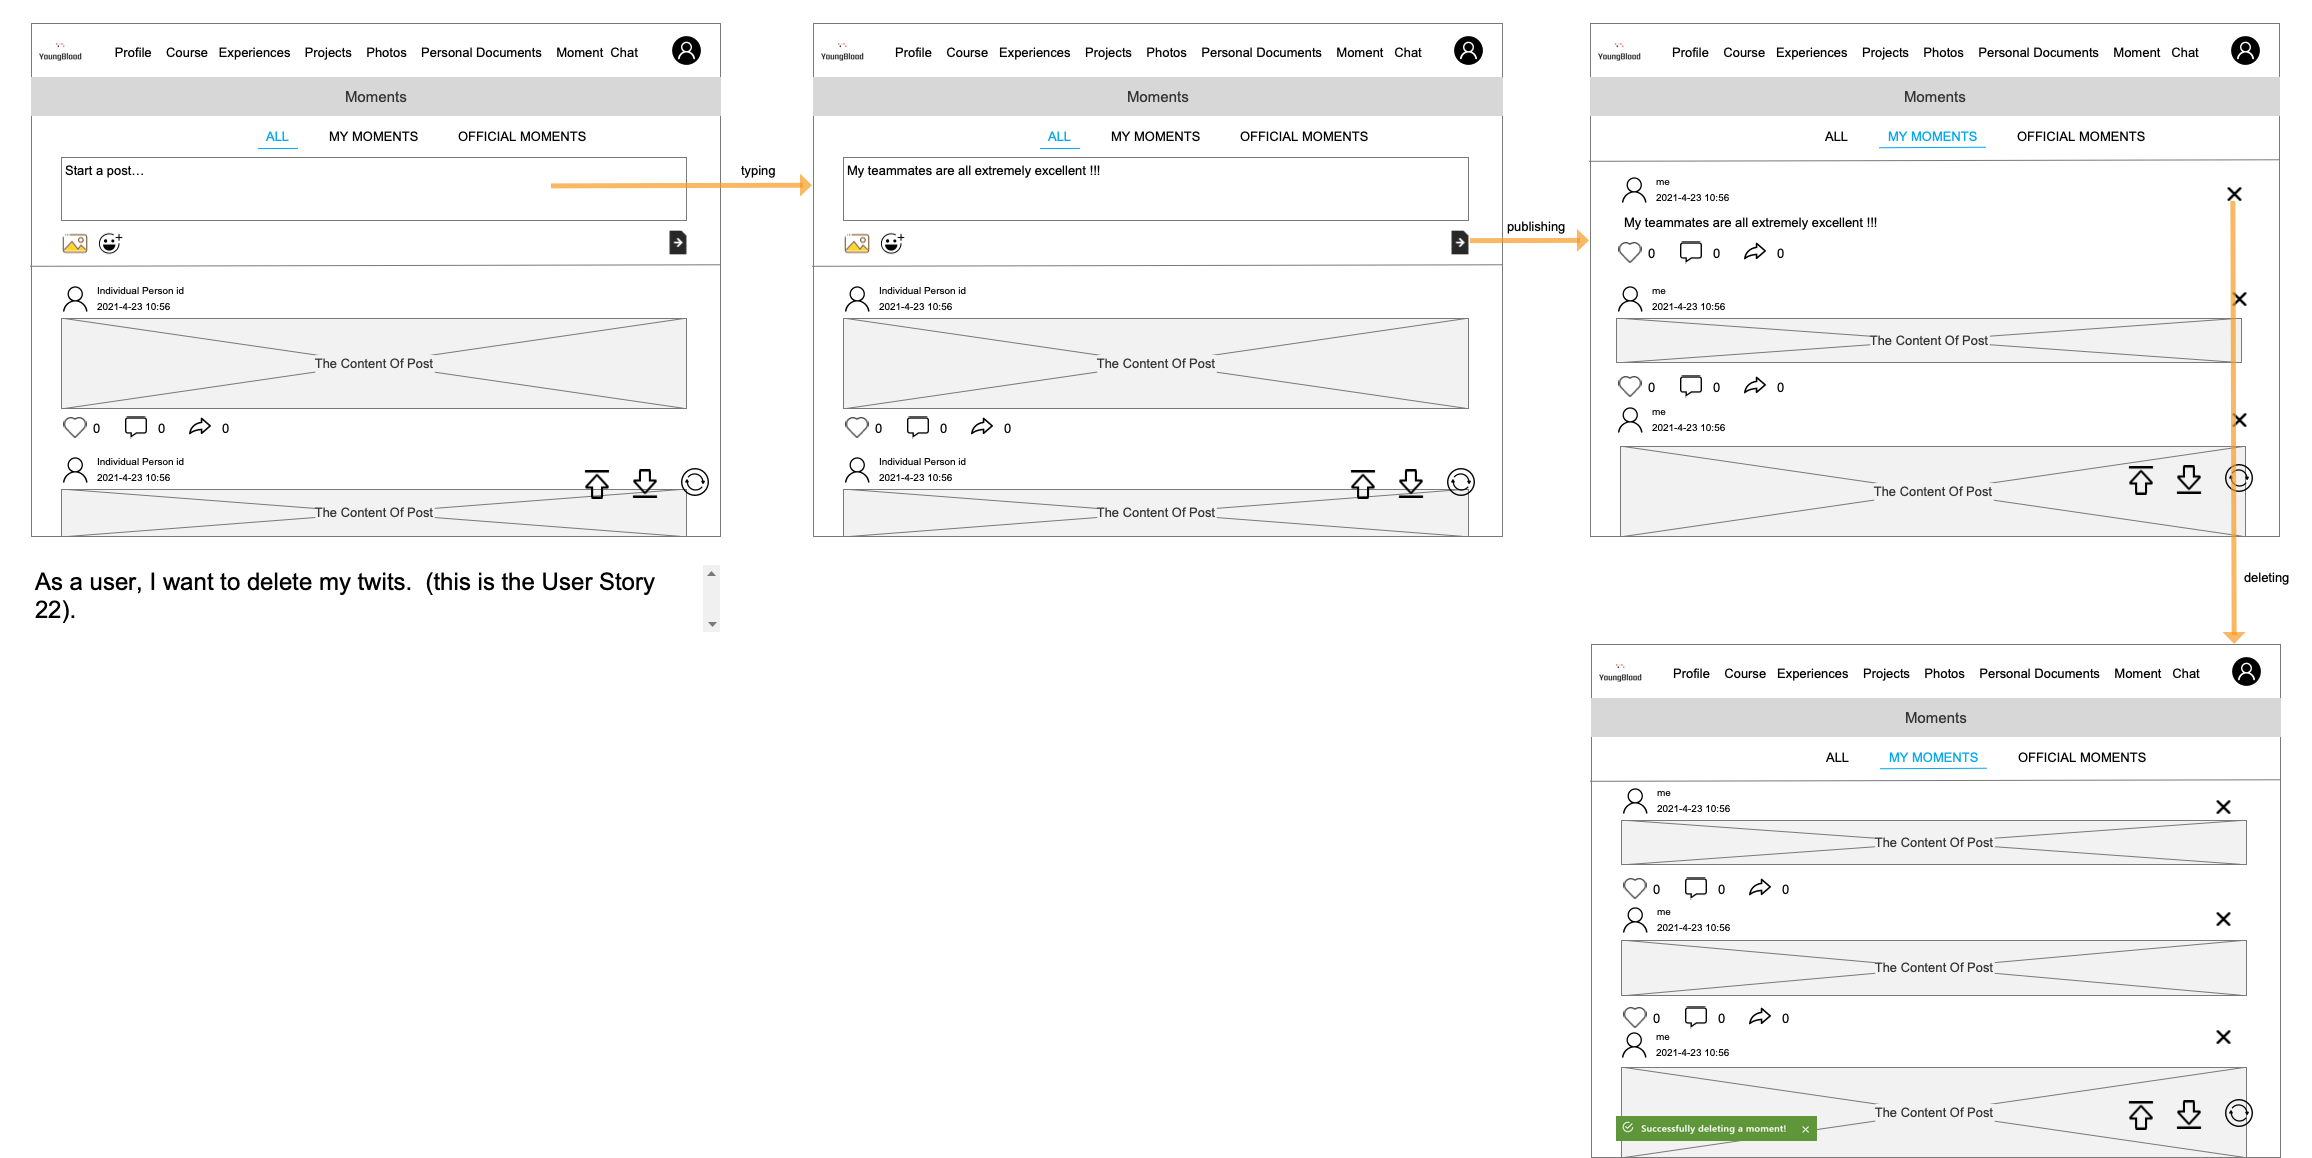 YoungBlood Profile Course Experiences Projects Photos Personal Documents Moment Chat
Moments
ALL MY MOMENTS OFFICIAL MOMENTS
Start a post…
Individual Person id
2021-4-23 10:56
The Content Of Post
0 0 0
Individual Person id
2021-4-23 10:56
The Content Of Post
typing
YoungBlood Profile Course Experiences Projects Photos Personal Documents Moment Chat
Moments
ALL MY MOMENTS OFFICIAL MOMENTS
My teammates are all extremely excellent !!!
Individual Person id
2021-4-23 10:56
The Content Of Post
0 0 0
Individual Person id
2021-4-23 10:56
The Content Of Post
publishing
YoungBlood Profile Course Experiences Projects Photos Personal Documents Moment Chat
Moments
ALL MY MOMENTS OFFICIAL MOMENTS
me
2021-4-23 10:56
My teammates are all extremely excellent !!!
0 0 0
me
2021-4-23 10:56
The Content Of Post
0 0 0
me
2021-4-23 10:56
The Content Of Post
As a user, I want to delete my twits.  (this is the User Story
22).
deleting
YoungBlood Profile Course Experiences Projects Photos Personal Documents Moment Chat
Moments
ALL MY MOMENTS OFFICIAL MOMENTS
me
2021-4-23 10:56
The Content Of Post
0 0 0
me
2021-4-23 10:56
The Content Of Post
0 0 0
me
2021-4-23 10:56
The Content Of Post
Successfully deleting a moment!